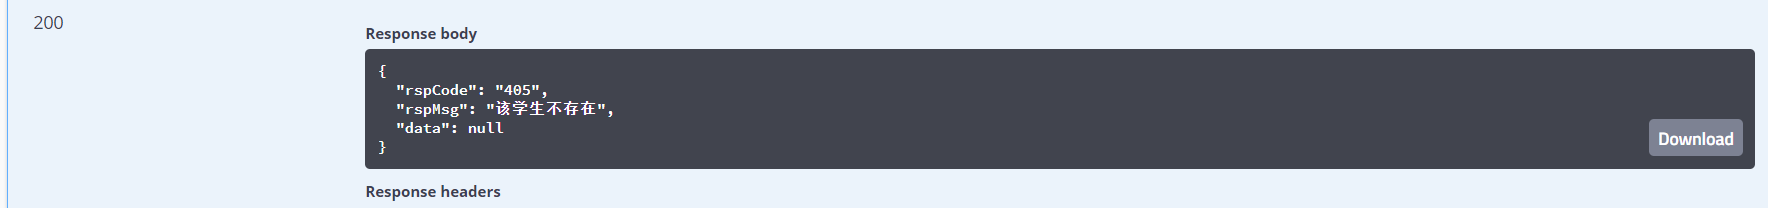 200
Response body
{
"rspCode": "405",
"rspMsg": "该学生不存在",
"data": null
}
Download
Response headers